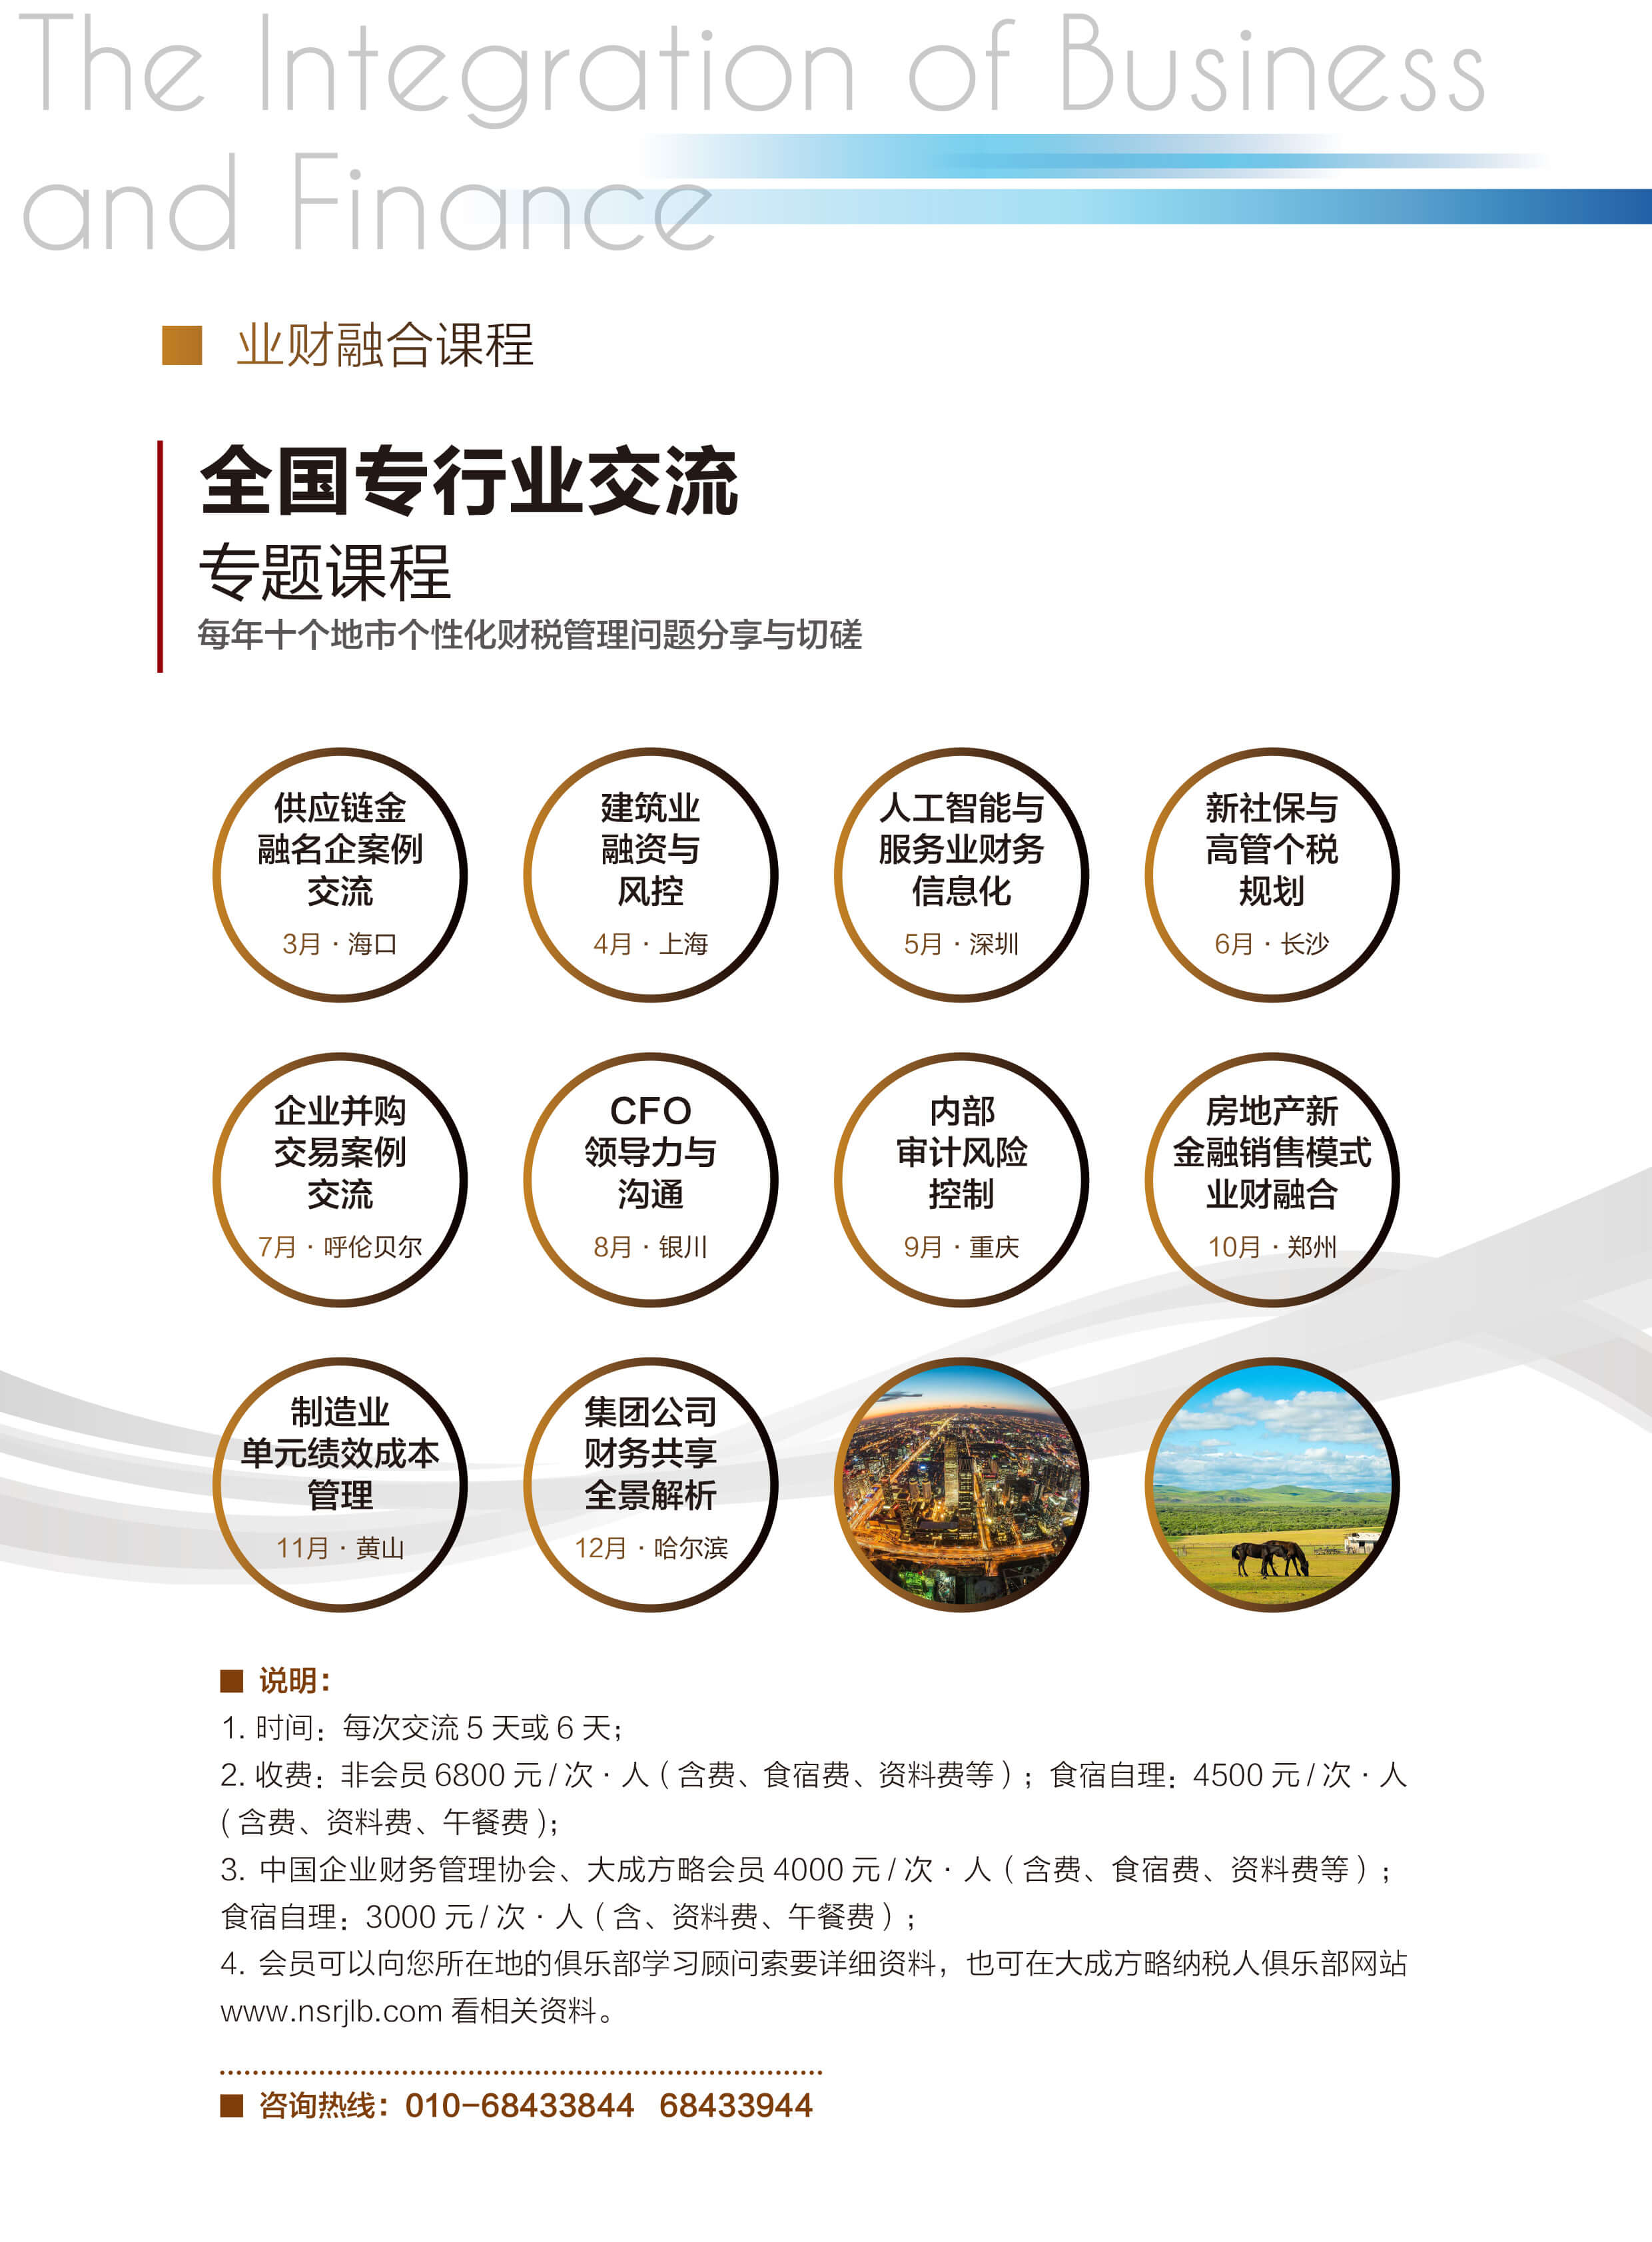 The Integration of Business
and Finance
业财融合课程
全国专行业交流
专题课程
每年十个地市个性化财税管理问题分享与切磋
供应链金
融名企案例
交流
3月 · 海口
建筑业
融资与
风控
4月 · 上海
人工智能与
服务业财务
信息化
5月 · 深圳
新社保与
高管个税
规划
6月 · 长沙
企业并购
交易案例
交流
7月 · 呼伦贝尔
CFO
领导力与
沟通
8月 · 银川
内部
审计风险
控制
9月 · 重庆
房地产新
金融销售模式
业财融合
10月 · 郑州
制造业
单元绩效成本
管理
11月 · 黄山
集团公司
财务共享
全景解析
12月 · 哈尔滨
说明：
1. 时间：每次交流 5 天或 6 天；
2. 收费：非会员 6800 元 / 次 · 人（含费、食宿费、资料费等）；食宿自理：4500 元 / 次 · 人
( 含费、资料费、午餐费 )；
3. 中国企业财务管理协会、大成方略会员 4000 元 / 次 · 人（含费、食宿费、资料费等）；
食宿自理：3000 元 / 次 · 人（含、资料费、午餐费）；
4. 会员可以向您所在地的俱乐部学习顾问索要详细资料，也可在大成方略纳税人俱乐部网站
www.nsrjlb.com 看相关资料。
咨询热线：010-68433844 68433944